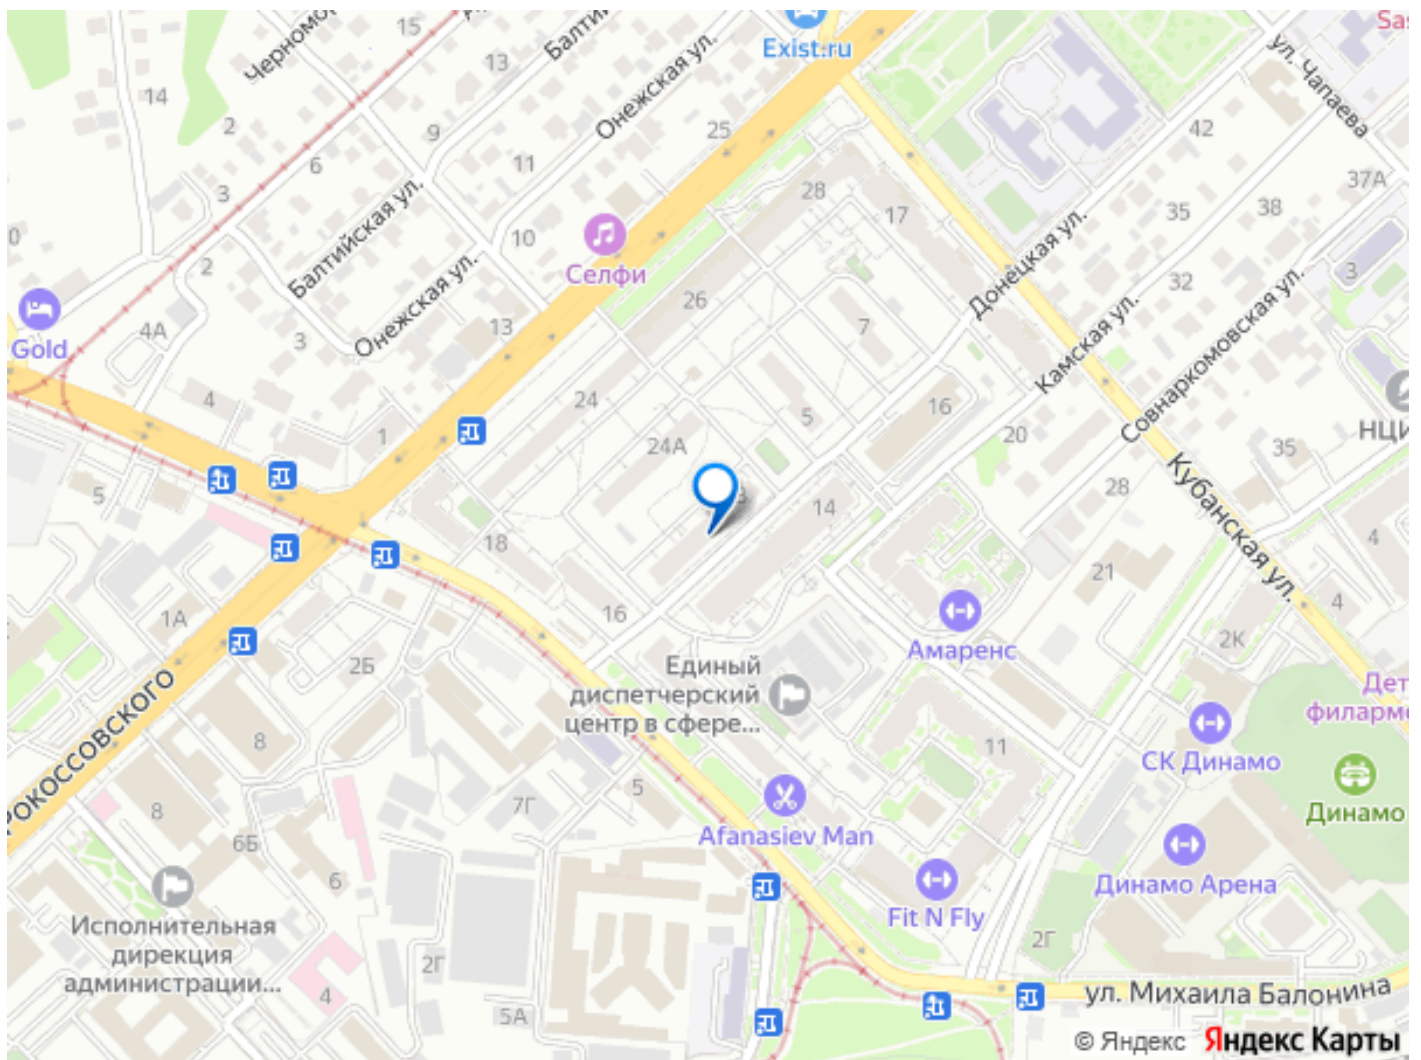 15
Черномор
Балти
Онежская ул.
13
14
2
9
6
11
3
Exist.ru
25
Sas
ул. Чапаева
42
37А
28
17
35
38
Балтийская ул.
10
Селфи
2
Онежская ул.
Донецкая ул.
32
3
Gold
4А
3
13
26
7
Камская ул.
Совнаркомовская ул.
4
1
24
24А
5
16
20
35
НЦИ
5
18
14
28
Кубанская ул.
4
21
4
1А
16
2Б
Амаренс
2К
Единый
диспетчерский
центр в сфере...
Дет
филармо
РОКОССОВСКОГО
8
11
СК Динамо
Динамо
8
6Б
7Г
5
Afanasiev Man
Динамо Арена
6
Fit N Fly
Исполнительная
дирекция
администрации...
2Г
2Г
4
5А
ул. Михаила Балонина
© Яндекс Яндекс Карты